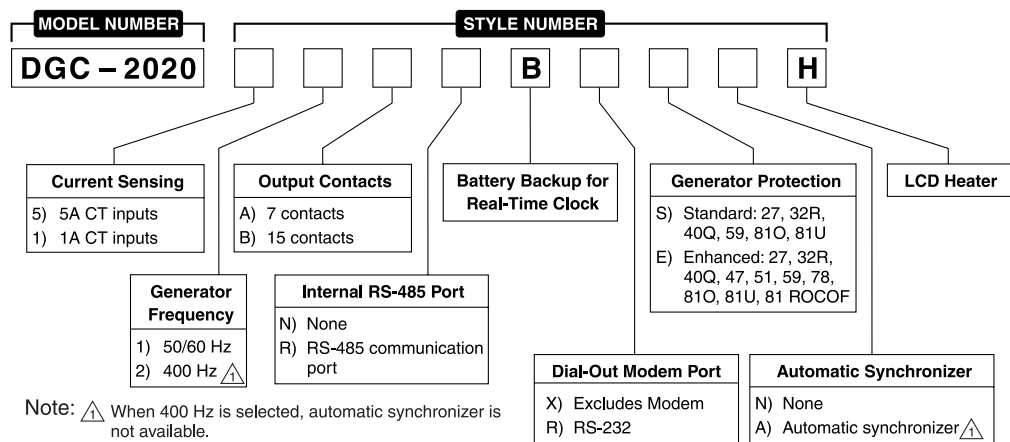 MODEL NUMBER
STYLE NUMBER
DGC – 2020
B
H
Current Sensing
5) 5A CT inputs
1) 1A CT inputs
Output Contacts
A) 7 contacts
B) 15 contacts
Battery Backup for
Real-Time Clock
Generator Protection
S) Standard: 27, 32R,
40Q, 59, 81O, 81U
E) Enhanced: 27, 32R,
40Q, 47, 51, 59, 78,
81O, 81U, 81 ROCOF
LCD Heater
Generator
Frequency
1) 50/60 Hz
2) 400 Hz 1
Internal RS-485 Port
N) None
R) RS-485 communication
port
Dial-Out Modem Port
X) Excludes Modem
R) RS-232
Automatic Synchronizer
N) None
A) Automatic synchronizer 1
Note: 1 When 400 Hz is selected, automatic synchronizer is
not available.